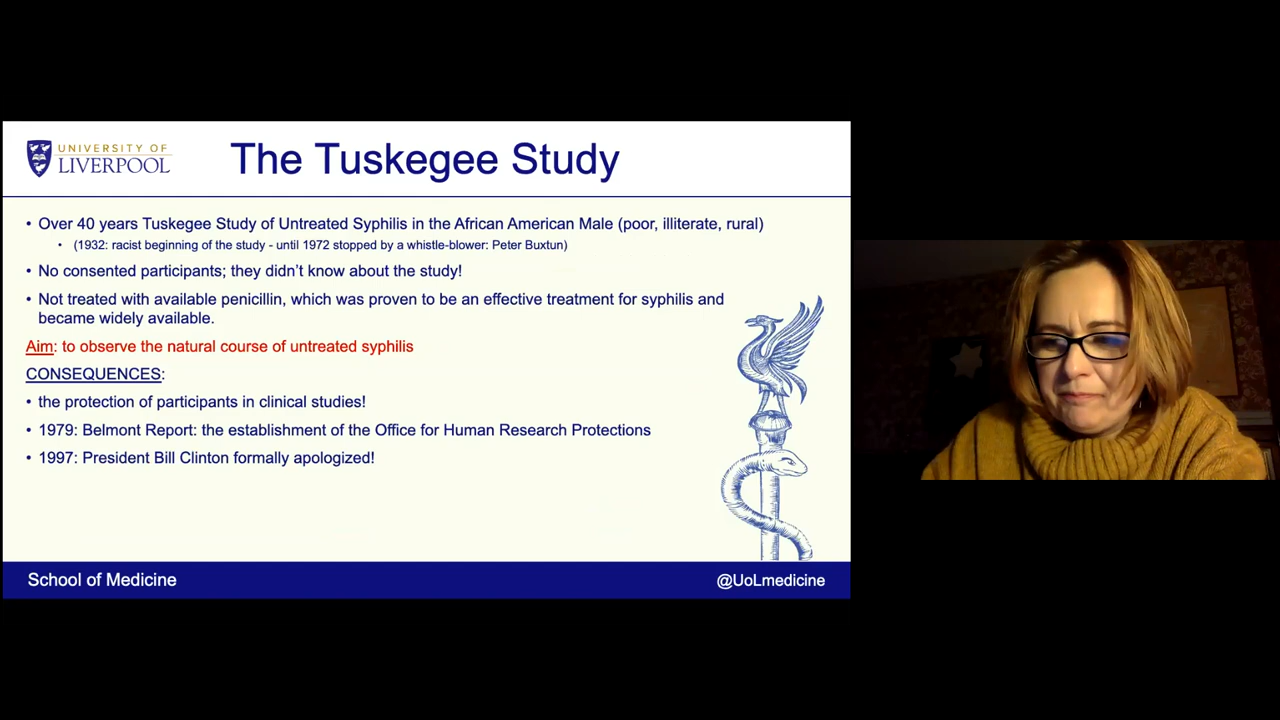 UNIVERSITY OF
LIVERPOOL
The Tuskegee Study
• Over 40 years Tuskegee Study of Untreated Syphilis in the African American Male (poor, illiterate, rural)
• (1932: racist beginning of the study - until 1972 stopped by a whistle-blower: Peter Buxtun)
• No consented participants; they didn’t know about the study!
• Not treated with available penicillin, which was proven to be an effective treatment for syphilis and
became widely available.
Aim: to observe the natural course of untreated syphilis
CONSEQUENCES:
• the protection of participants in clinical studies!
• 1979: Belmont Report: the establishment of the Office for Human Research Protections
• 1997: President Bill Clinton formally apologized!
School of Medicine
@UoLmedicine